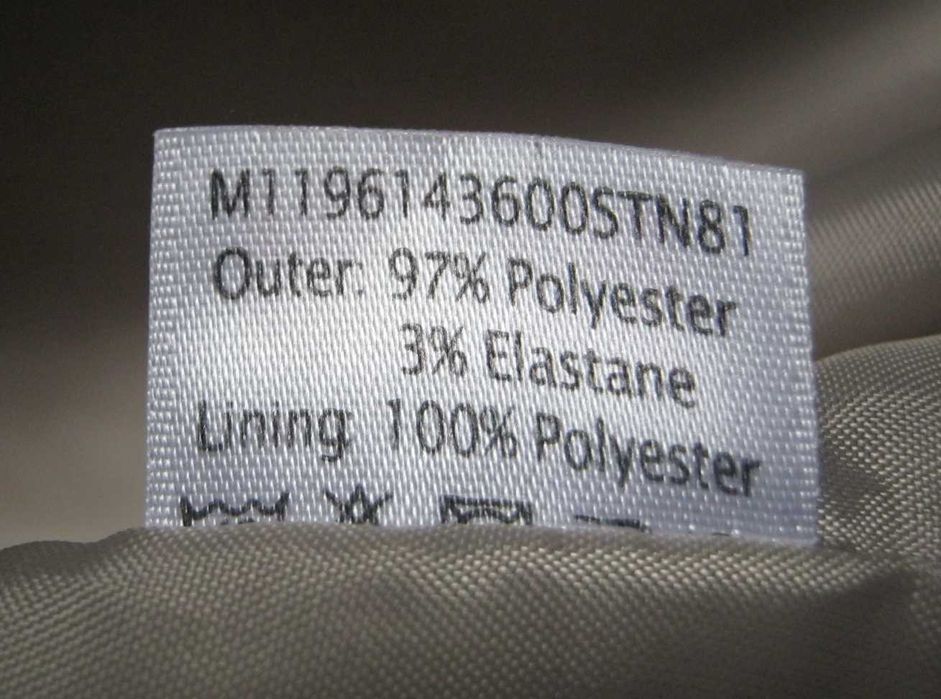 M1196143600STN81
Outer: 97% Polyester
3% Elastane
Lining 100% Polyester